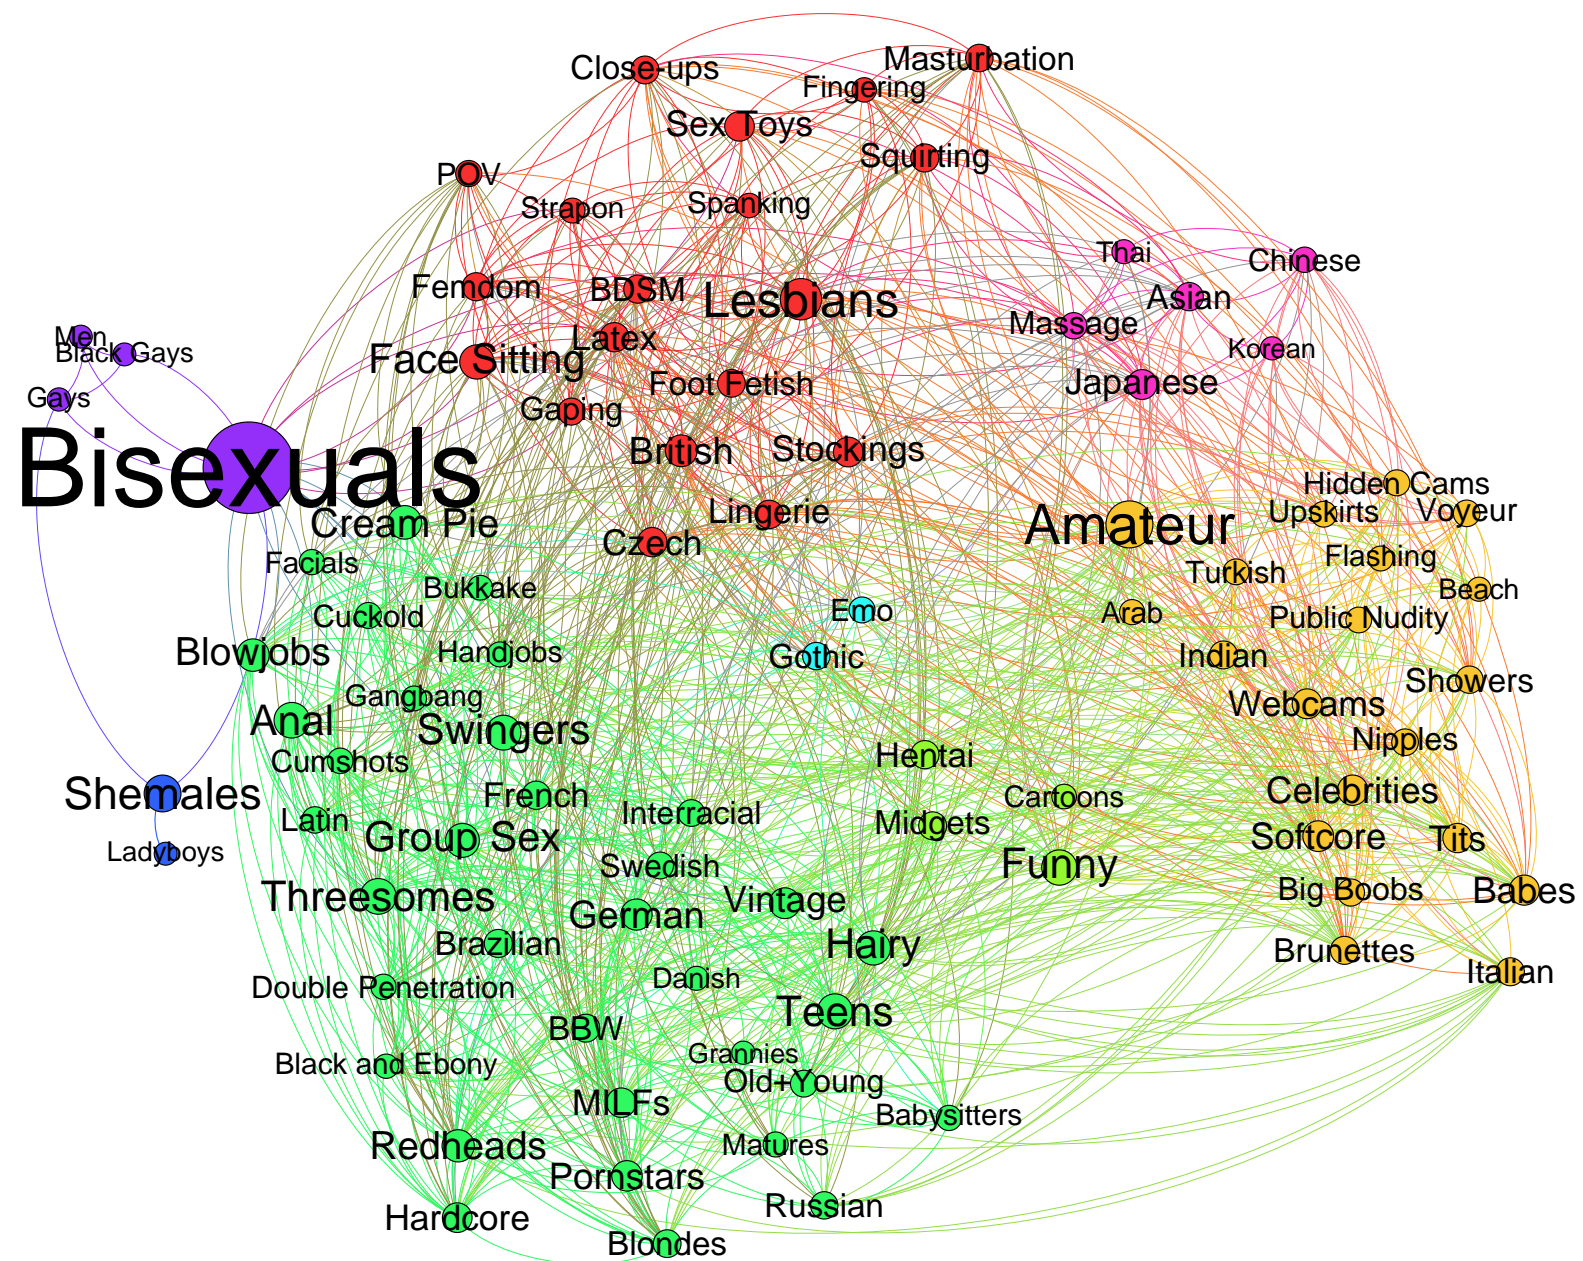 Masturbation
Close-ups
Fingering
Sex Toys
Squirting
POV
Strapon
Spanking
Thai
Chinese
Femdom
BDSM
Lesbians
Asian
Massage
Men
Black Gays
Latex
Face Sitting
Korean
Foot Fetish
Japanese
Gays
Gaping
British
Stockings
Bisexuals
Hidden Cams
Upskirts
Voyeur
Lingerie
Cream Pie
Amateur
Czech
Facials
Flashing
Turkish
Bukkake
Beach
Cuckold
Emo
Arab
Public Nudity
Blowjobs
Handjobs
Gothic
Indian
Showers
Gangbang
Anal
Swingers
Webcams
Nipples
Hentai
Cumshots
Shemales
French
Cartoons
Celebrities
Latin
Interracial
Midgets
Group Sex
Softcore
Tits
Ladyboys
Swedish
Funny
Threesomes
Vintage
Big Boobs
Babes
German
Brazilian
Hairy
Brunettes
Italian
Double Penetration
Danish
Teens
BBW
Grannies
Black and Ebony
Old+Young
MILFs
Babysitters
Redheads
Matures
Pornstars
Russian
Hardcore
Blondes